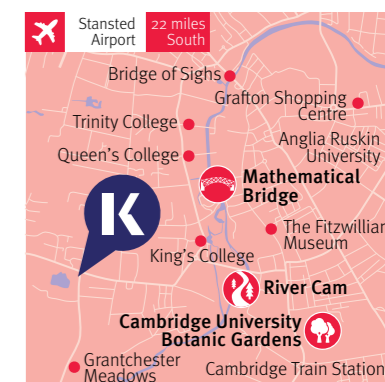 Stansted
Airport
22 miles
South
Bridge of Sighs
Grafton Shopping
Centre
Trinity College
Anglia Ruskin
University
Queen's College
Mathematical
Bridge
K
The Fitzwilliam
Museum
King's College
River Cam
Cambridge University
Botanic Gardens
Grantchester
Meadows
Cambridge Train Station